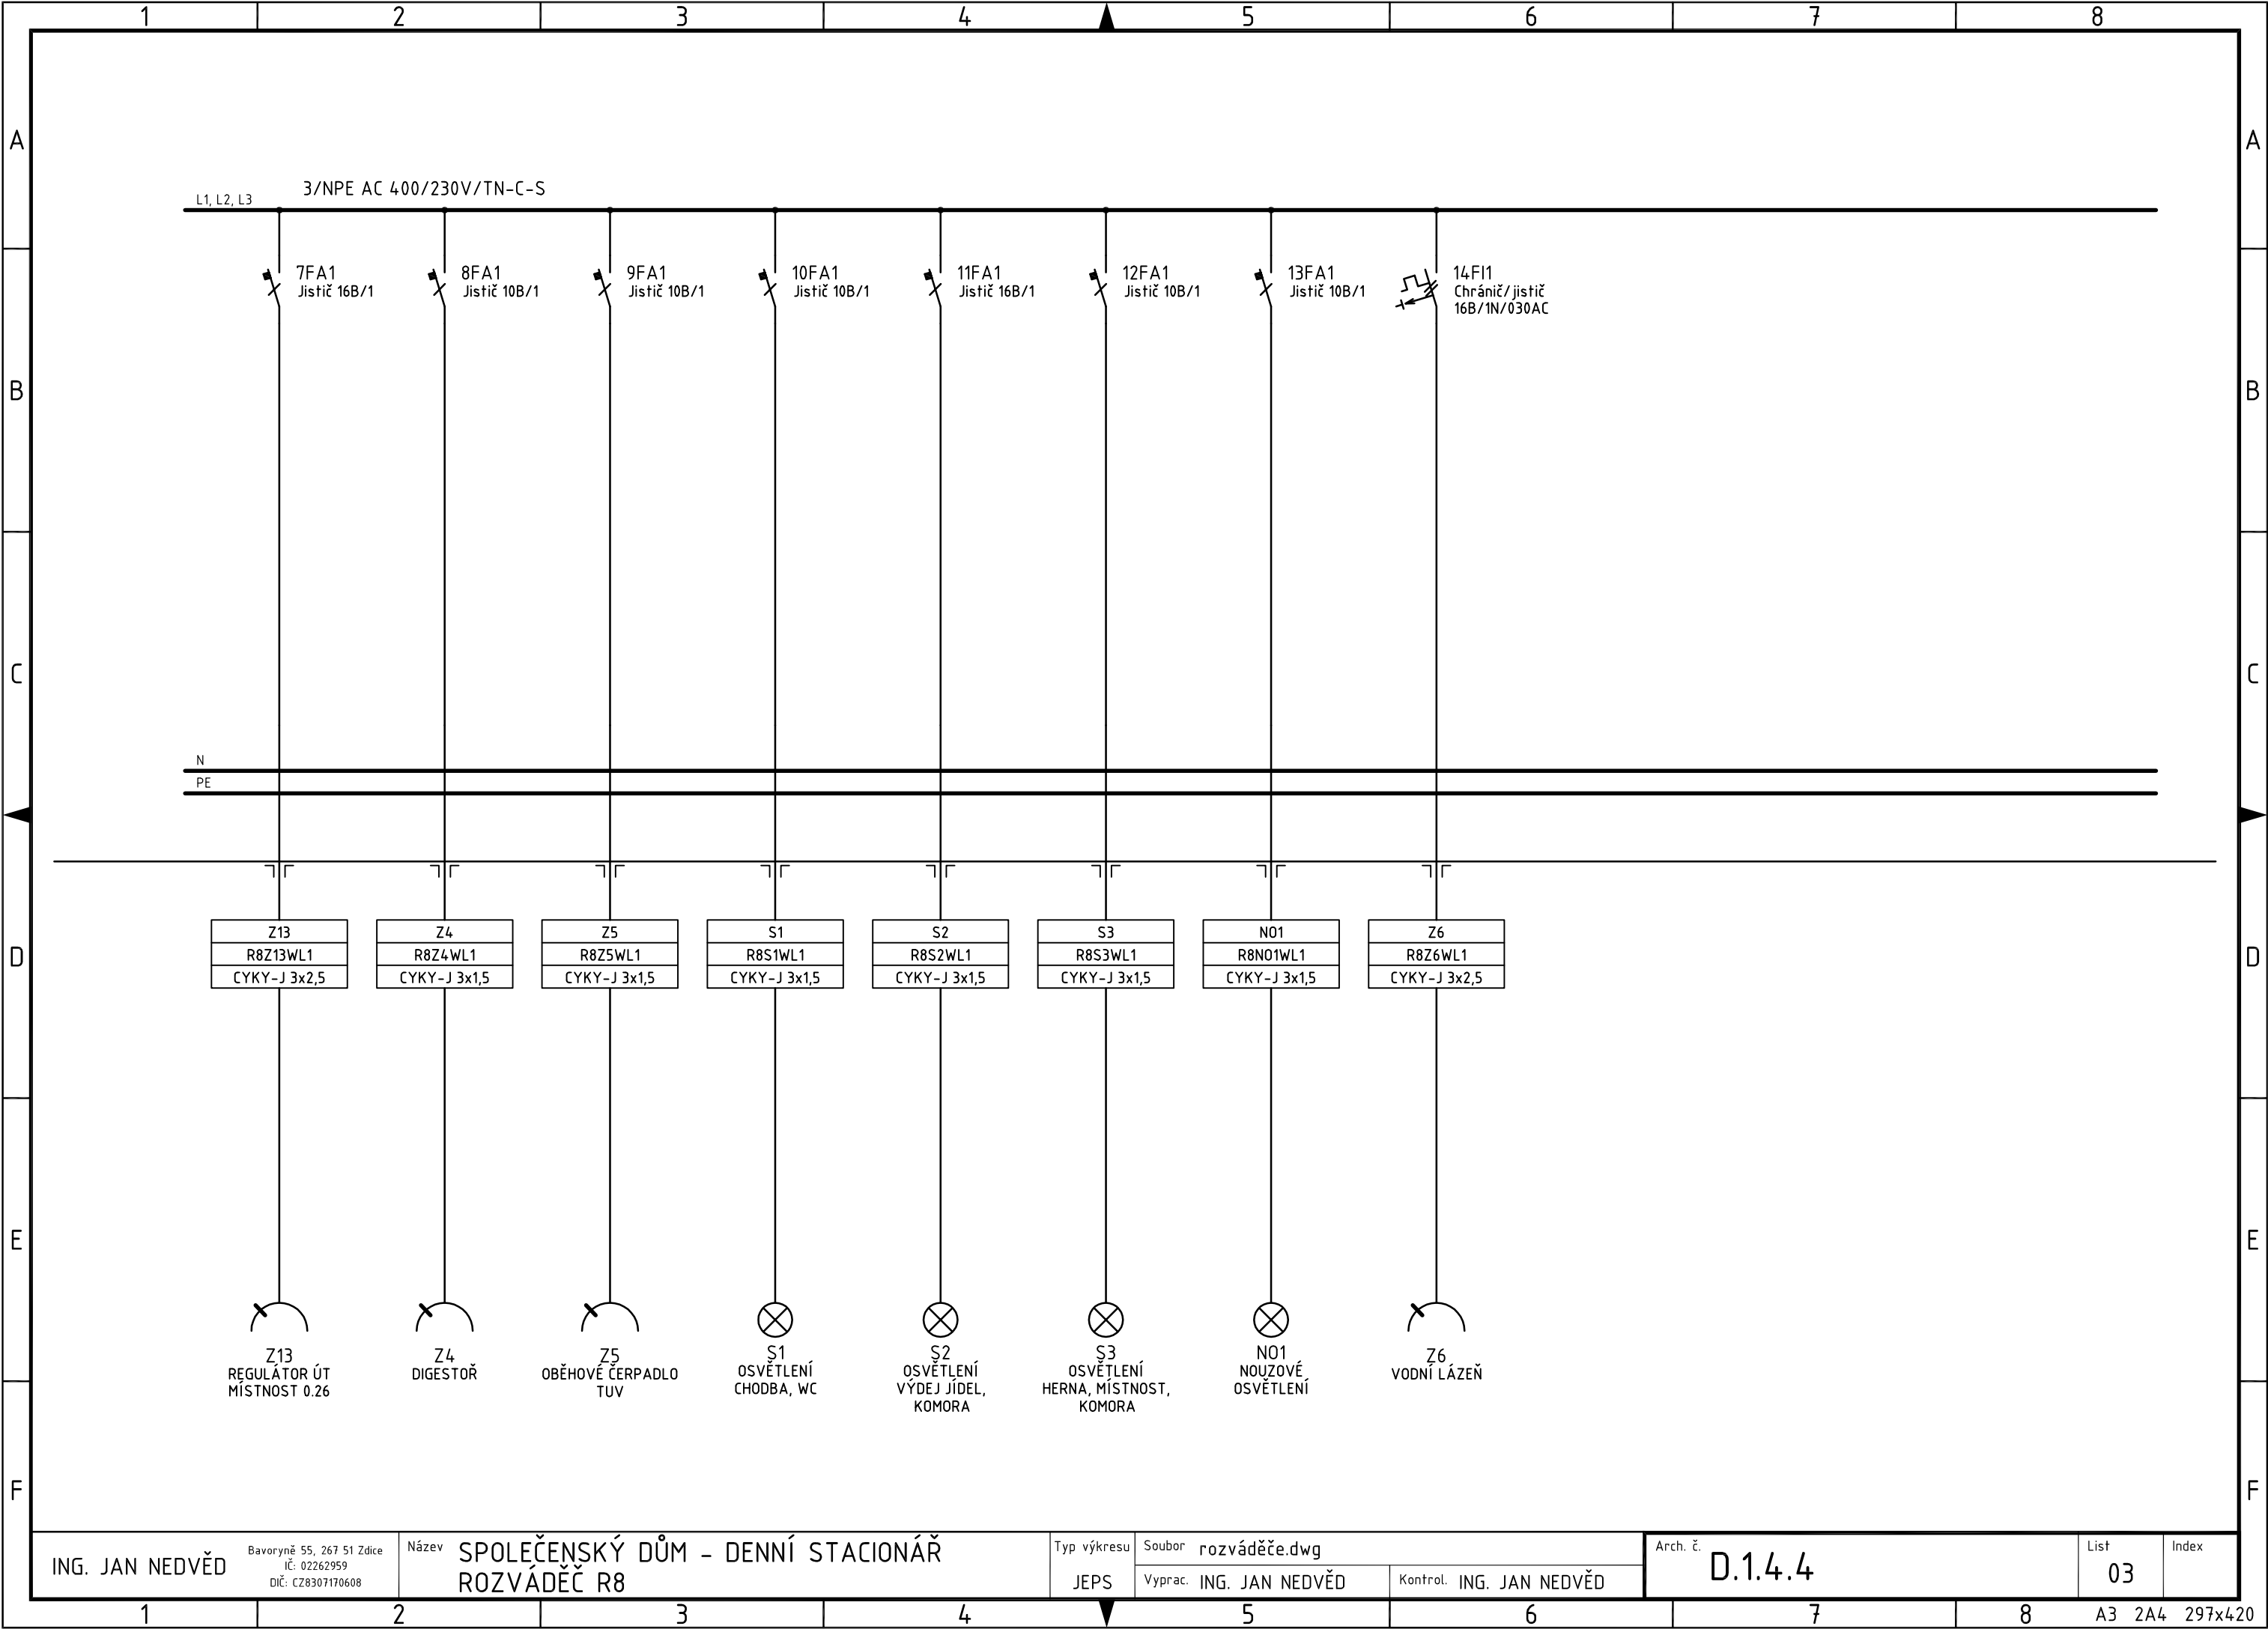 1 2 3 4 5 6 7 8
A A
3/NPE AC 400/230V/TN-C-S
L1, L2, L3
7FA1
Jistič 16B/1
8FA1
Jistič 10B/1
9FA1
Jistič 10B/1
10FA1
Jistič 10B/1
11FA1
Jistič 16B/1
12FA1
Jistič 10B/1
13FA1
Jistič 10B/1
14FI1
Chránič/jistič
16B/1N/030AC
B B
C C
N
PE
D D
Z13
R8Z13WL1
CYKY-J 3x2,5
Z4
R8Z4WL1
CYKY-J 3x1,5
Z5
R8Z5WL1
CYKY-J 3x1,5
S1
R8S1WL1
CYKY-J 3x1,5
S2
R8S2WL1
CYKY-J 3x1,5
S3
R8S3WL1
CYKY-J 3x1,5
NO1
R8NO1WL1
CYKY-J 3x1,5
Z6
R8Z6WL1
CYKY-J 3x2,5
E E
Z13
REGULÁTOR ÚT
MÍSTNOST 0.26
Z4
DIGESTOŘ
Z5
OBĚHOVÉ ČERPADLO
TUV
S1
OSVĚTLENÍ
CHODBA, WC
S2
OSVĚTLENÍ
VÝDEJ JÍDEL,
KOMORA
S3
OSVĚTLENÍ
HERNA, MÍSTNOST,
KOMORA
NO1
NOUZOVÉ
OSVĚTLENÍ
Z6
VODNÍ LÁZEŇ
F F
ING. JAN NEDVĚD
Bavoryně 55, 267 51 Zdice
IČ: 02262959
DIČ: CZ8307170608
Název
SPOLEČENSKÝ DŮM - DENNÍ STACIONÁŘ
ROZVÁDĚČ R8
Typ výkresu
JEPS
Soubor rozváděče.dwg
Vyprac. ING. JAN NEDVĚD
Kontrol. ING. JAN NEDVĚD
Arch. č.
D.1.4.4
List
03
Index
1 2 3 4 5 6 7 8
A3 2A4 297x420